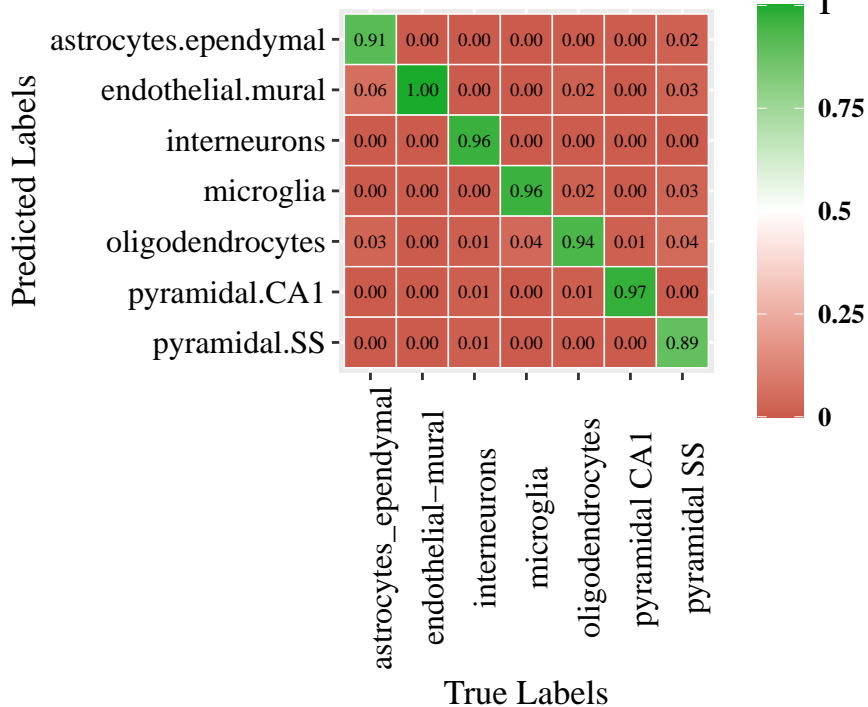 Predicted Labels
astrocytes.ependymal 0.91 0.00 0.00 0.00 0.00 0.00 0.02
endothelial.mural 0.06 1.00 0.00 0.00 0.02 0.00 0.03
interneurons 0.00 0.00 0.96 0.00 0.00 0.00 0.00
microglia 0.00 0.00 0.00 0.96 0.02 0.00 0.03
oligodendrocytes 0.03 0.00 0.01 0.04 0.94 0.01 0.04
pyramidal.CA1 0.00 0.00 0.01 0.00 0.01 0.97 0.00
pyramidal.SS 0.00 0.00 0.01 0.00 0.00 0.00 0.89
astrocytes_ependymal
endothelial−mural
interneurons
microglia
oligodendrocytes
pyramidal CA1
pyramidal SS
True Labels
1
0.75
0.5
0.25
0